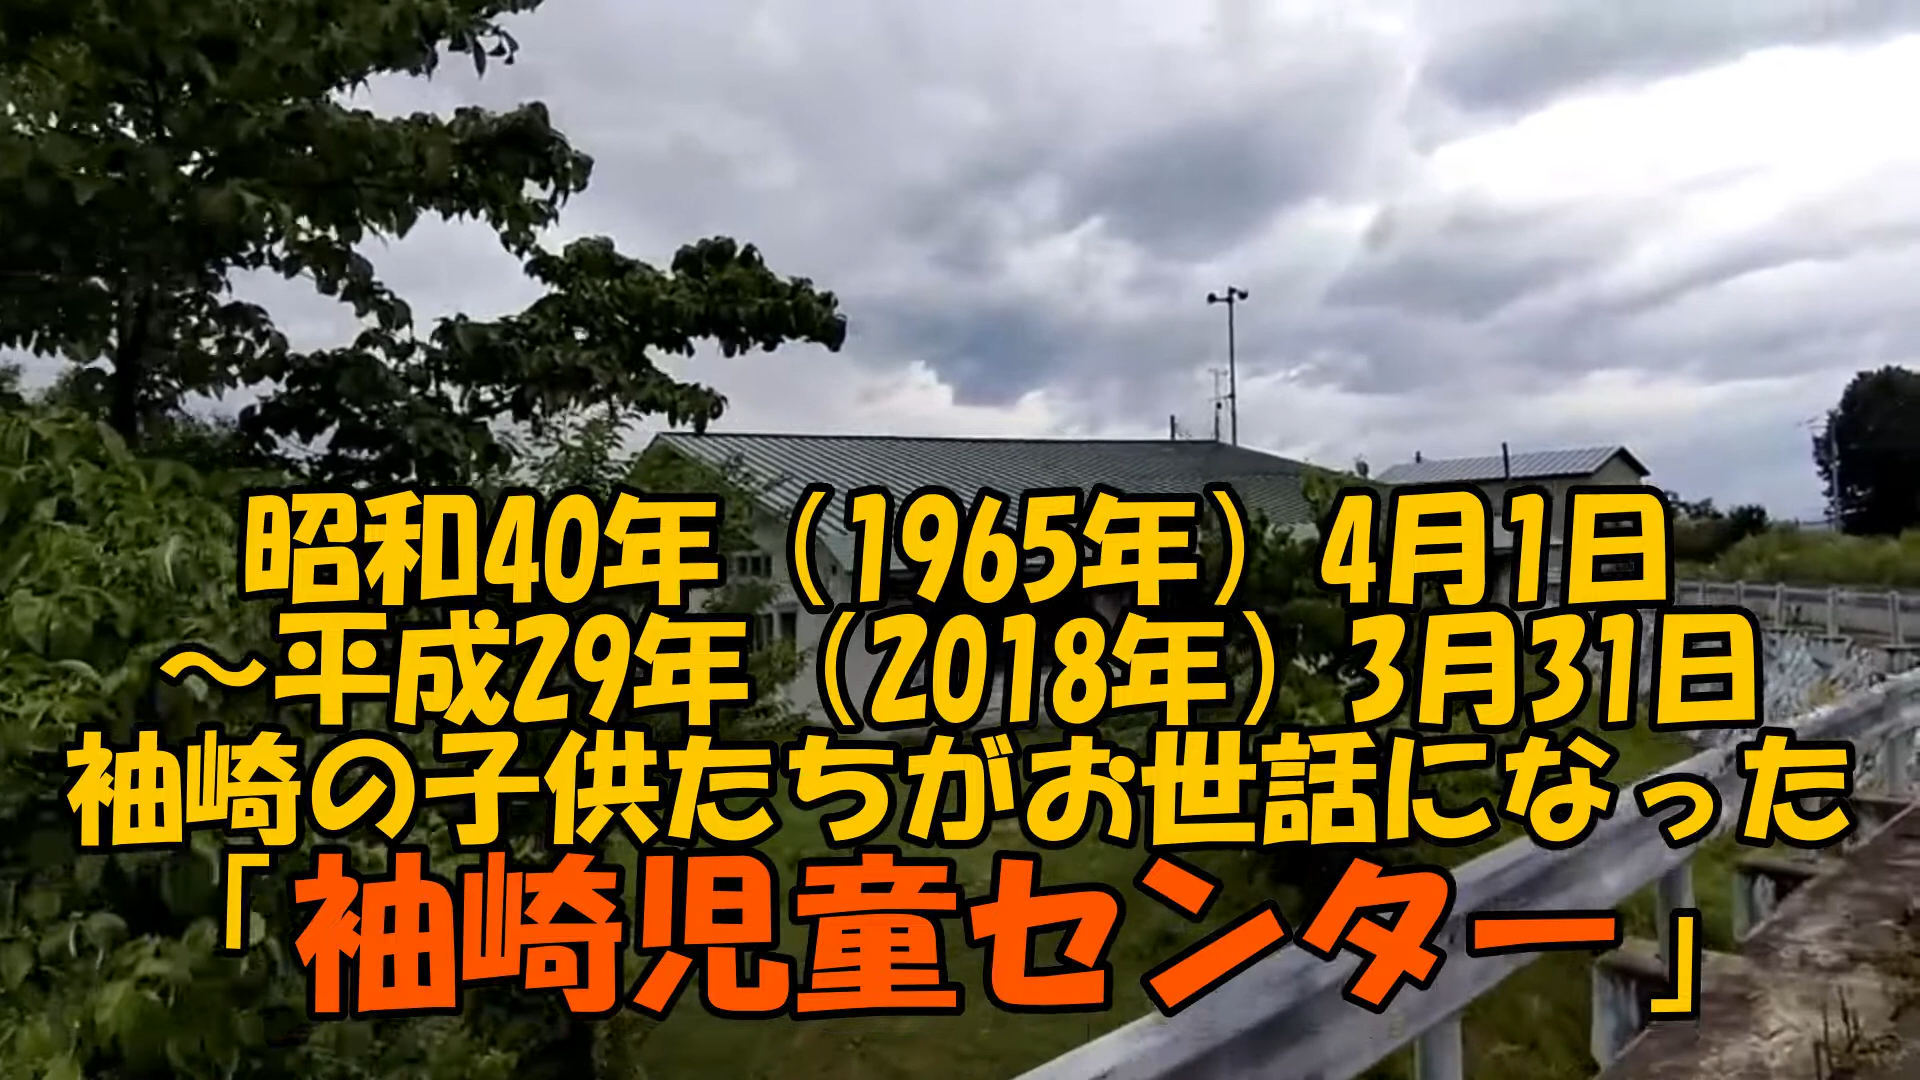 昭和40年（1965年）4月1日
～平成29年（2018年）3月31日
袖崎の子供たちがお世話になった
「袖崎児童センター」